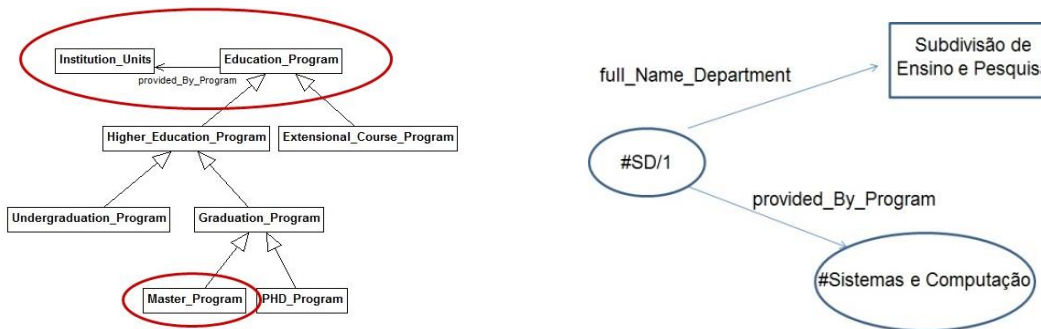 Institution_Units
Education_Program
provided_By_Program
Higher_Education_Program
Extensional_Course_Program
Undergraduation_Program
Graduation_Program
Master_Program
PHD_Program
Subdivisão de
Ensino e Pesquisa
full_Name_Department
#SD/1
provided_By_Program
#Sistemas e Computação